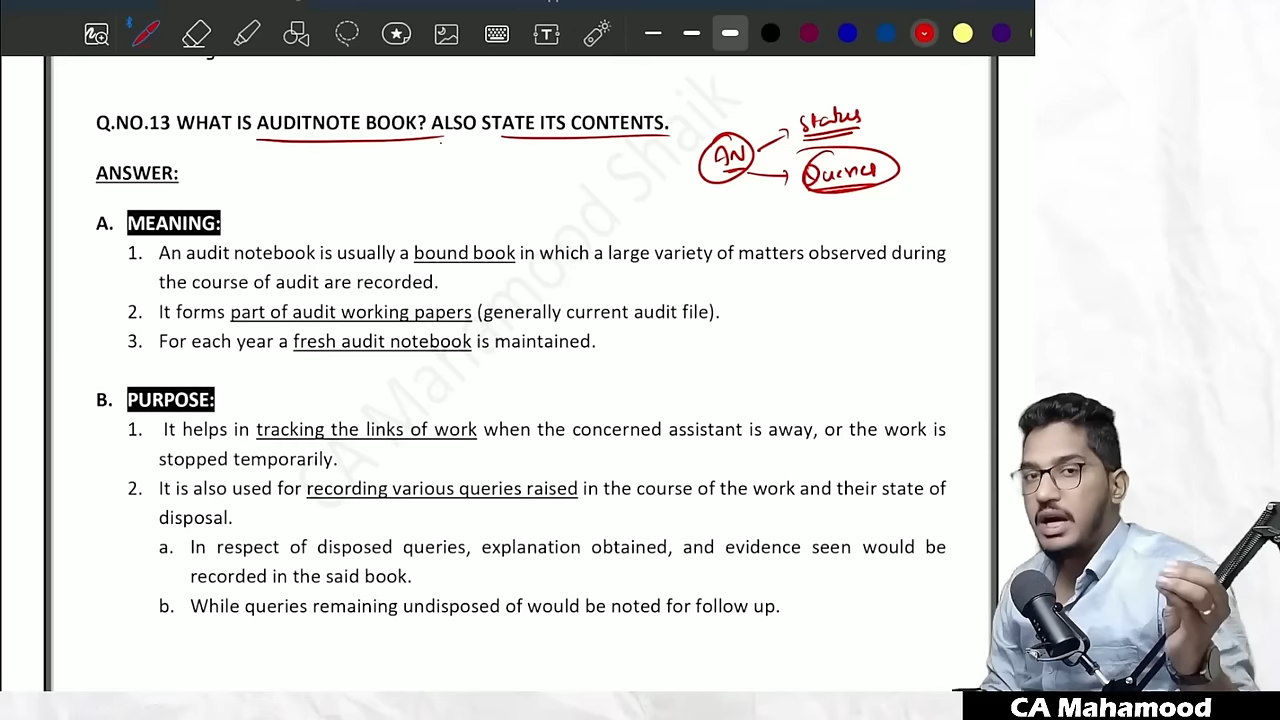 Q.NO.13 WHAT IS AUDITNOTE BOOK? ALSO STATE ITS CONTENTS.
AN
Status
Queries
ANSWER:
A. MEANING:
1. An audit notebook is usually a bound book in which a large variety of matters observed during
the course of audit are recorded.
2. It forms part of audit working papers (generally current audit file).
3. For each year a fresh audit notebook is maintained.
B. PURPOSE:
1. It helps in tracking the links of work when the concerned assistant is away, or the work is
stopped temporarily.
2. It is also used for recording various queries raised in the course of the work and their state of
disposal.
a. In respect of disposed queries, explanation obtained, and evidence seen would be
recorded in the said book.
b. While queries remaining undisposed of would be noted for follow up.
CA Mahamood Shaik
CA Mahamood